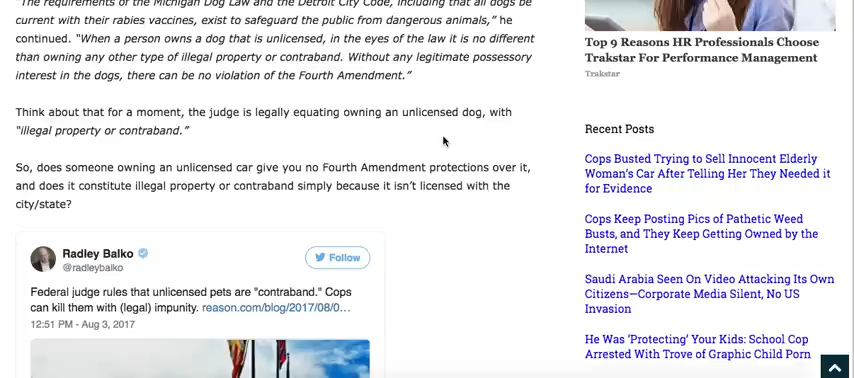 "The requirements of the Michigan Dog Law and the Detroit City Code, including that all dogs be
current with their rabies vaccines, exist to safeguard the public from dangerous animals," he
continued. "When a person owns a dog that is unlicensed, in the eyes of the law it is no different
than owning any other type of illegal property or contraband. Without any legitimate possessory
interest in the dogs, there can be no violation of the Fourth Amendment."
Think about that for a moment, the judge is legally equating owning an unlicensed dog, with
"illegal property or contraband."
So, does someone owning an unlicensed car give you no Fourth Amendment protections over it,
and does it constitute illegal property or contraband simply because it isn't licensed with the
city/state?
Radley Balko
@radleybalko
Follow
Federal judge rules that unlicensed pets are "contraband." Cops
can kill them with (legal) impunity. reason.com/blog/2017/08/0…
12:51 PM - Aug 3, 2017
Top 9 Reasons HR Professionals Choose
Trakstar For Performance Management
Trakstar
Recent Posts
Cops Busted Trying to Sell Innocent Elderly
Woman's Car After Telling Her They Needed it
for Evidence
Cops Keep Posting Pics of Pathetic Weed
Busts, and They Keep Getting Owned by the
Internet
Saudi Arabia Seen On Video Attacking Its Own
Citizens—Corporate Media Silent, No US
Invasion
He Was 'Protecting' Your Kids: School Cop
Arrested With Trove of Graphic Child Porn